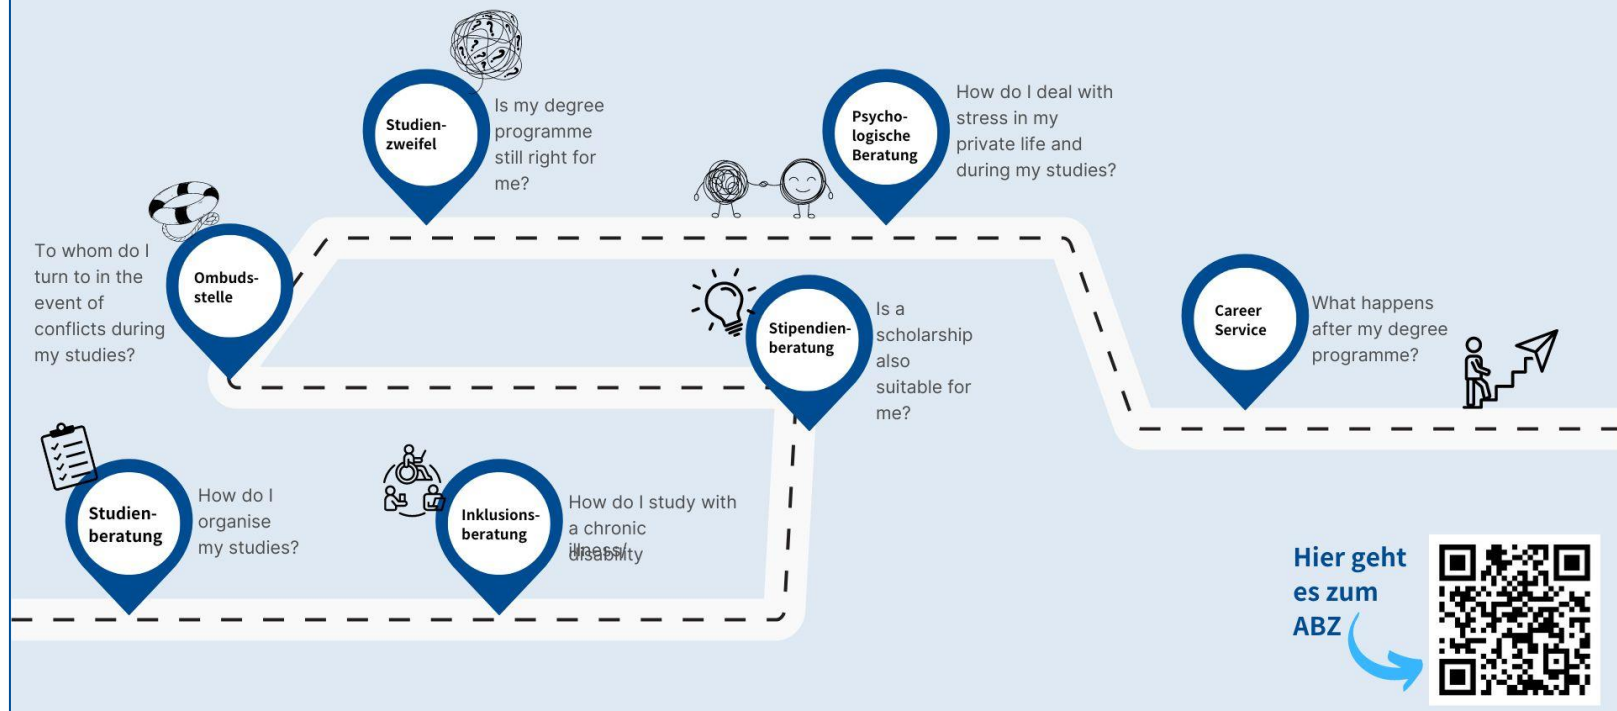 Studien-
zweifel
Is my degree
programme
still right for
me?
Psycho-
logische
Beratung
How do I deal with
stress in my
private life and
during my studies?
To whom do I
turn to in the
event of
conflicts during
my studies?
Ombuds-
stelle
Stipendien-
beratung
Is a
scholarship
also
suitable for
me?
Career
Service
What happens
after my degree
programme?
Studien-
beratung
How do I
organise
my studies?
Inklusions-
beratung
How do I study with
a chronic
illness/
disability
Hier geht
es zum
ABZ